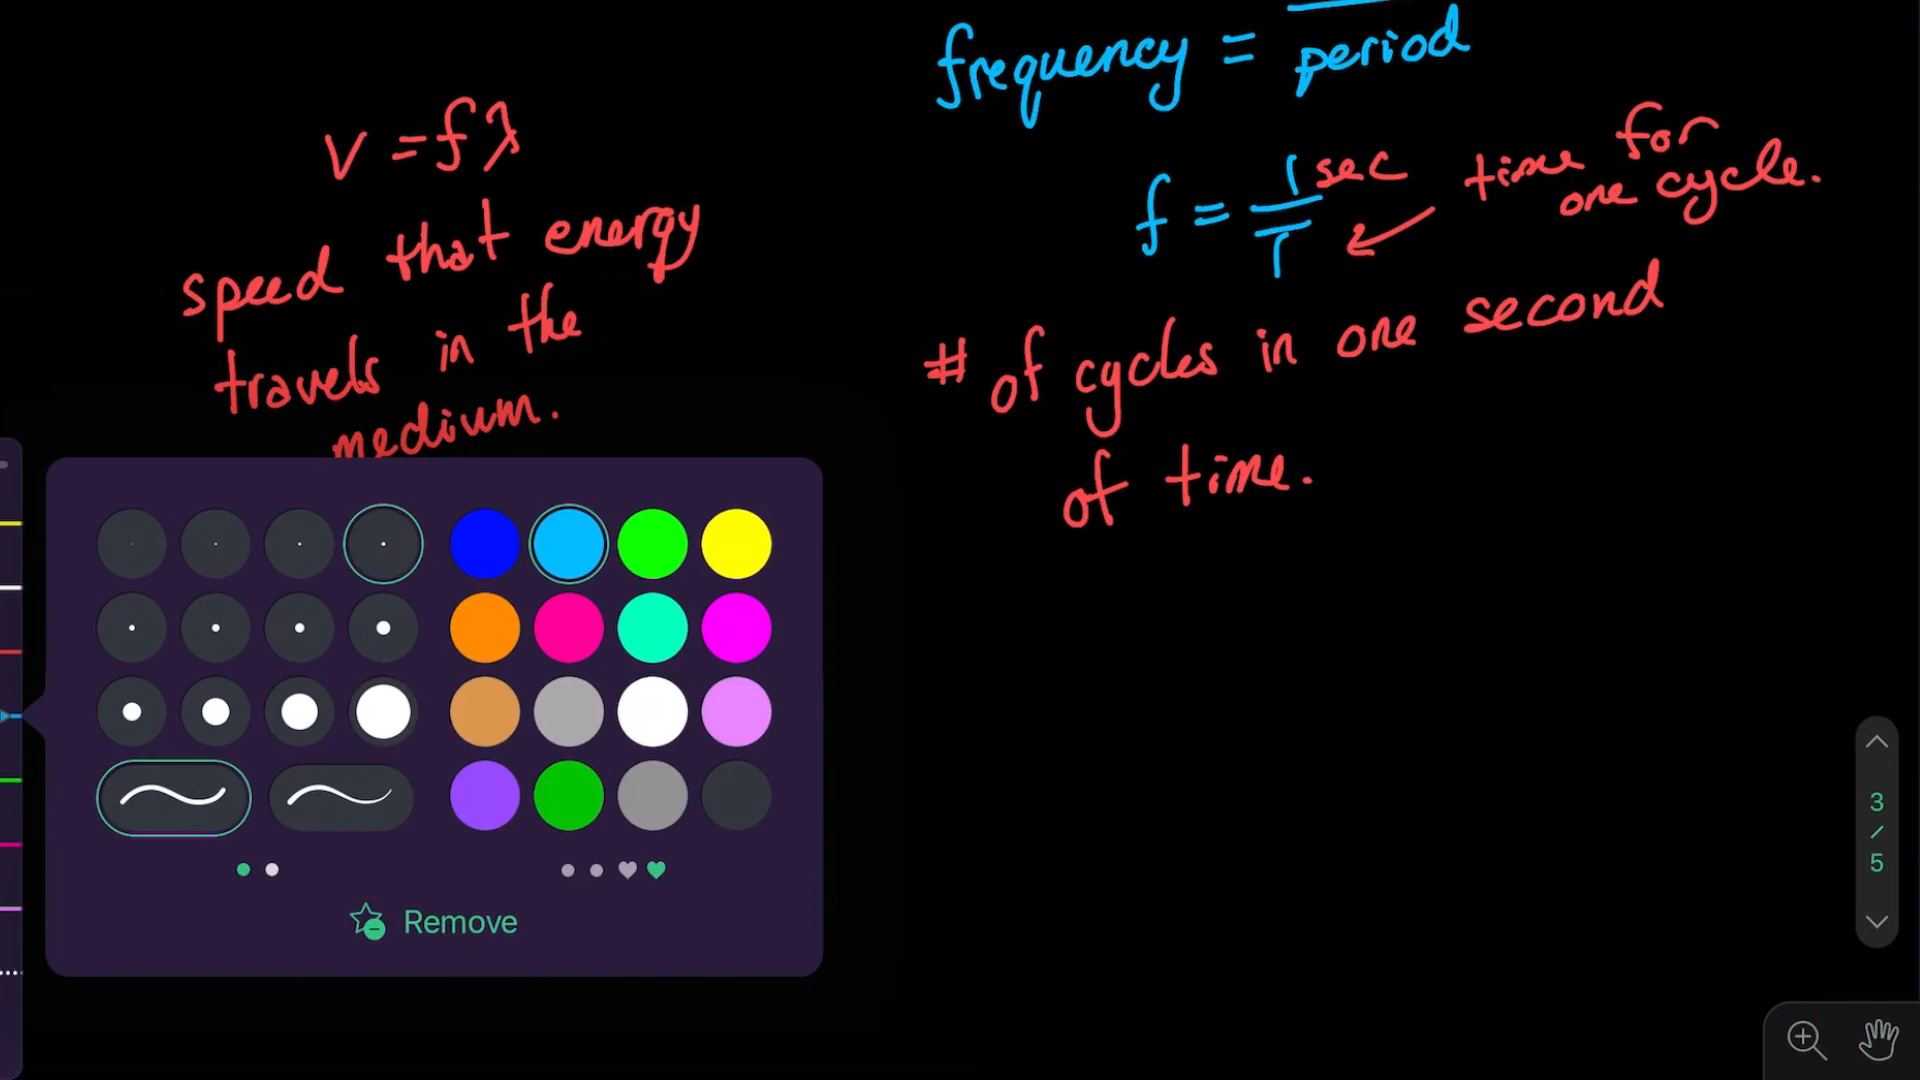 v = fλ
speed that energy
travels in the
medium.
frequency = 
period
f = 1 sec
T
time for
one cycle.
# of cycles in one second
of time.
Remove
3
/
5